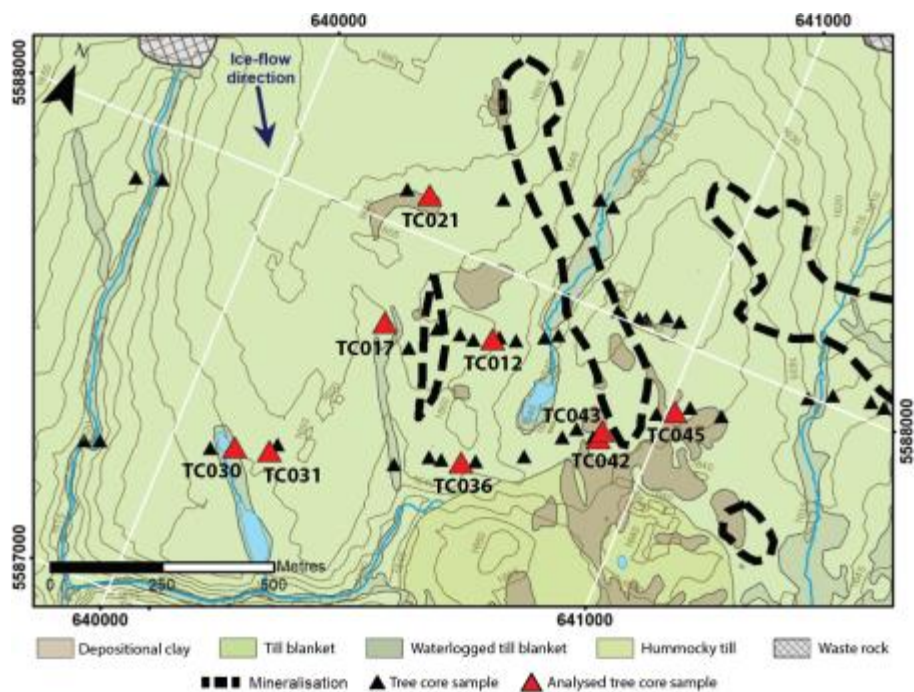 640000
641000
5588000
N
Ice-flow
direction
TC021
TC017
TC012
TC043
TC045
TC042
TC030
TC031
TC036
5588000
5587000
Metres
0
250
500
640000
641000
Depositional clay
Till blanket
Waterlogged till blanket
Hummocky till
Waste rock
Mineralisation
Tree core sample
Analysed tree core sample